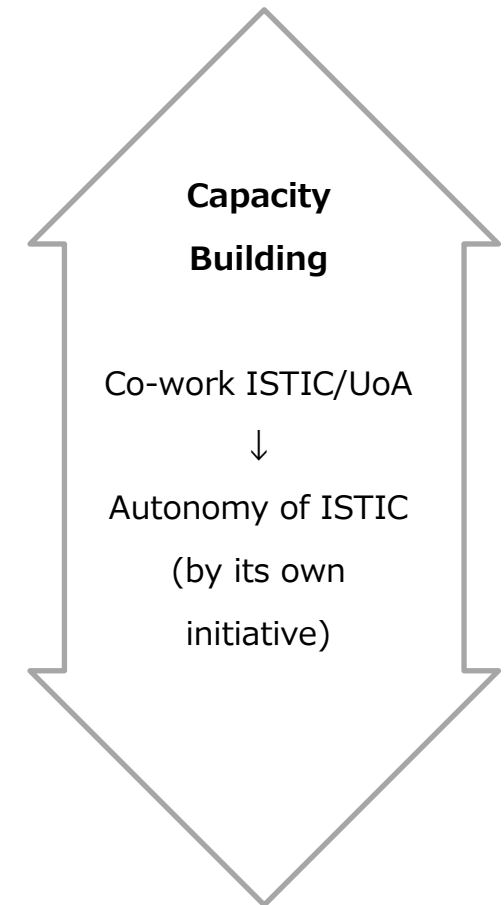 Capacity
Building
Co-work ISTIC/UoA
↓
Autonomy of ISTIC
(by its own
initiative)